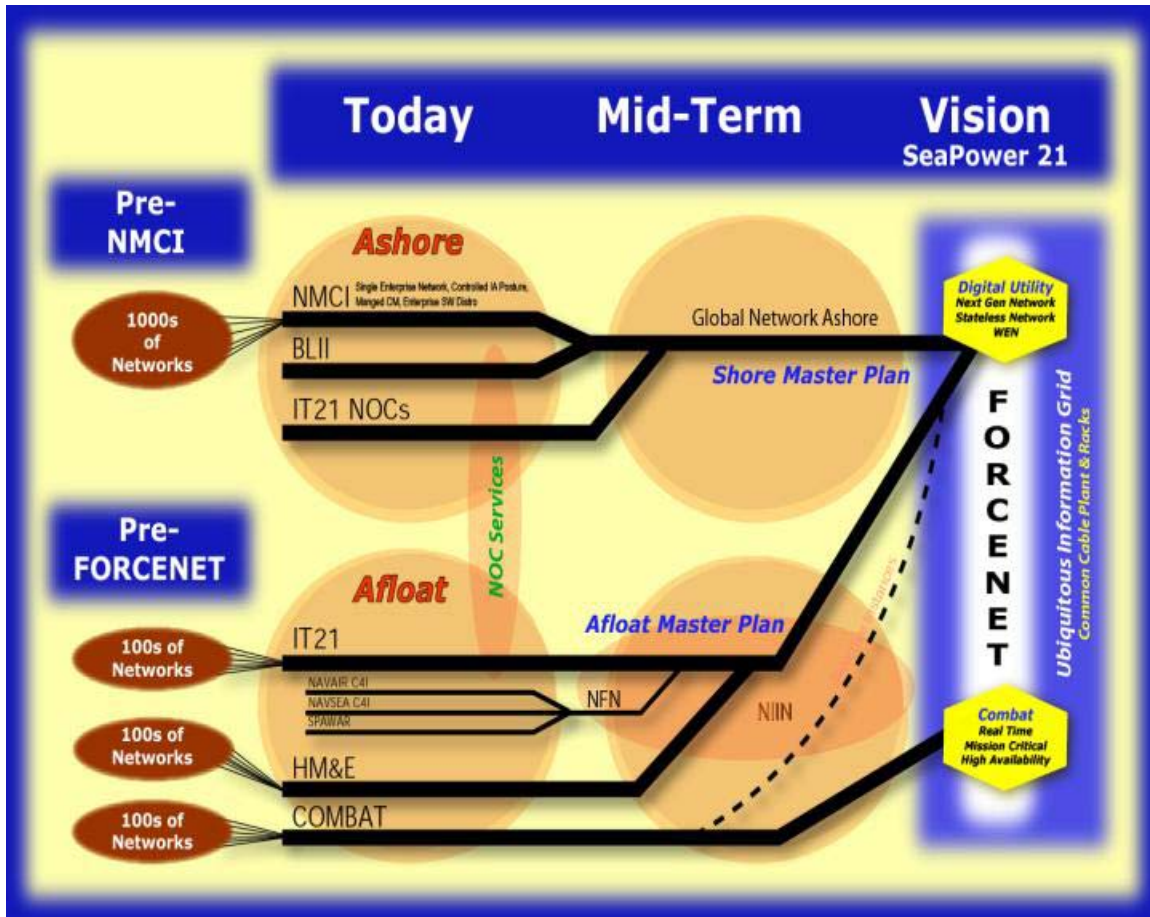 Today
Mid-Term
Vision
SeaPower 21
Pre-
NMCI
1000s
of
Networks
Ashore
NMCI
Single Enterprise Network, Controlled IA Posture,
Manged CM, Enterprise SW Distro
BLII
IT21 NOCs
Global Network Ashore
Shore Master Plan
NOC Services
Digital Utility
Next Gen Network
Stateless Network
WEN
FORCENET
Ubiquitous Information Grid
Common Cable Plant & Racks
Pre-
FORCENET
Afloat
100s of
Networks
IT21
Afloat Master Plan
NAVAIR C4I
NAVSEA C4I
SPAWAR
NFN
NIIN
100s of
Networks
HM&E
100s of
Networks
COMBAT
Combat
Real Time
Mission Critical
High Availability